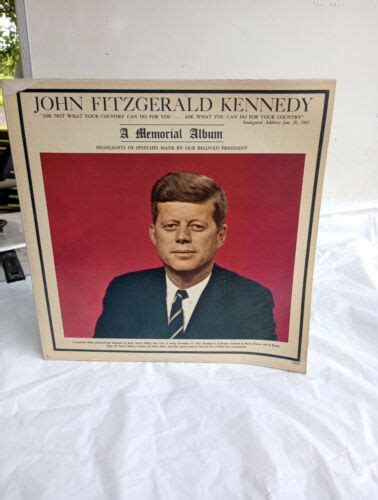 JOHN FITZGERALD KENNEDY
"ASK NOT WHAT YOUR COUNTRY CAN DO FOR YOU . . . ASK WHAT YOU CAN DO FOR YOUR COUNTRY"
Inaugural Address Jan. 20, 1961
A Memorial Album
HIGHLIGHTS OF SPEECHES MADE BY OUR BELOVED PRESIDENT